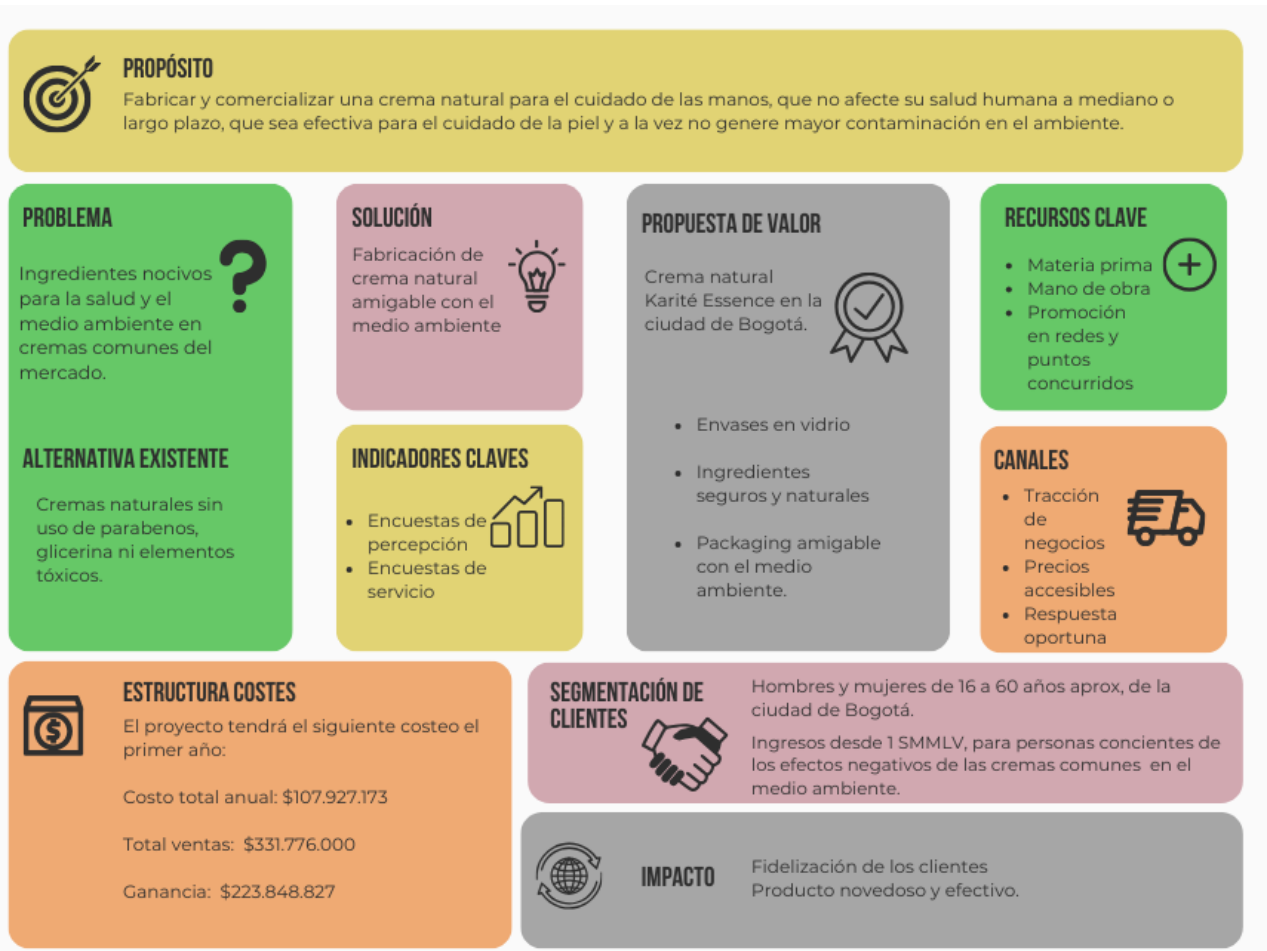 PROPÓSITO
Fabricar y comercializar una crema natural para el cuidado de las manos, que no afecte su salud humana a mediano o
largo plazo, que sea efectiva para el cuidado de la piel y a la vez no genere mayor contaminación en el ambiente.
PROBLEMA
Ingredientes nocivos
para la salud y el
medio ambiente en
cremas comunes del
mercado.
ALTERNATIVA EXISTENTE
Cremas naturales sin
uso de parabenos,
glicerina ni elementos
tóxicos.
SOLUCIÓN
Fabricación de
crema natural
amigable con el
medio ambiente
INDICADORES CLAVES
• Encuestas de
percepción
• Encuestas de
servicio
PROPUESTA DE VALOR
Crema natural
Karité Essence en la
ciudad de Bogotá.
• Envases en vidrio
• Ingredientes
seguros y naturales
• Packaging amigable
con el medio
ambiente.
RECURSOS CLAVE
• Materia prima
• Mano de obra
• Promoción
en redes y
puntos
concurridos
CANALES
• Tracción
de
negocios
• Precios
accesibles
• Respuesta
oportuna
ESTRUCTURA COSTES
El proyecto tendrá el siguiente costeo el
primer año:
Costo total anual: $107.927.173
Total ventas: $331.776.000
Ganancia: $223.848.827
SEGMENTACIÓN DE
CLIENTES
Hombres y mujeres de 16 a 60 años aprox, de la
ciudad de Bogotá.
Ingresos desde 1 SMMLV, para personas concientes de
los efectos negativos de las cremas comunes en el
medio ambiente.
IMPACTO
Fidelización de los clientes
Producto novedoso y efectivo.